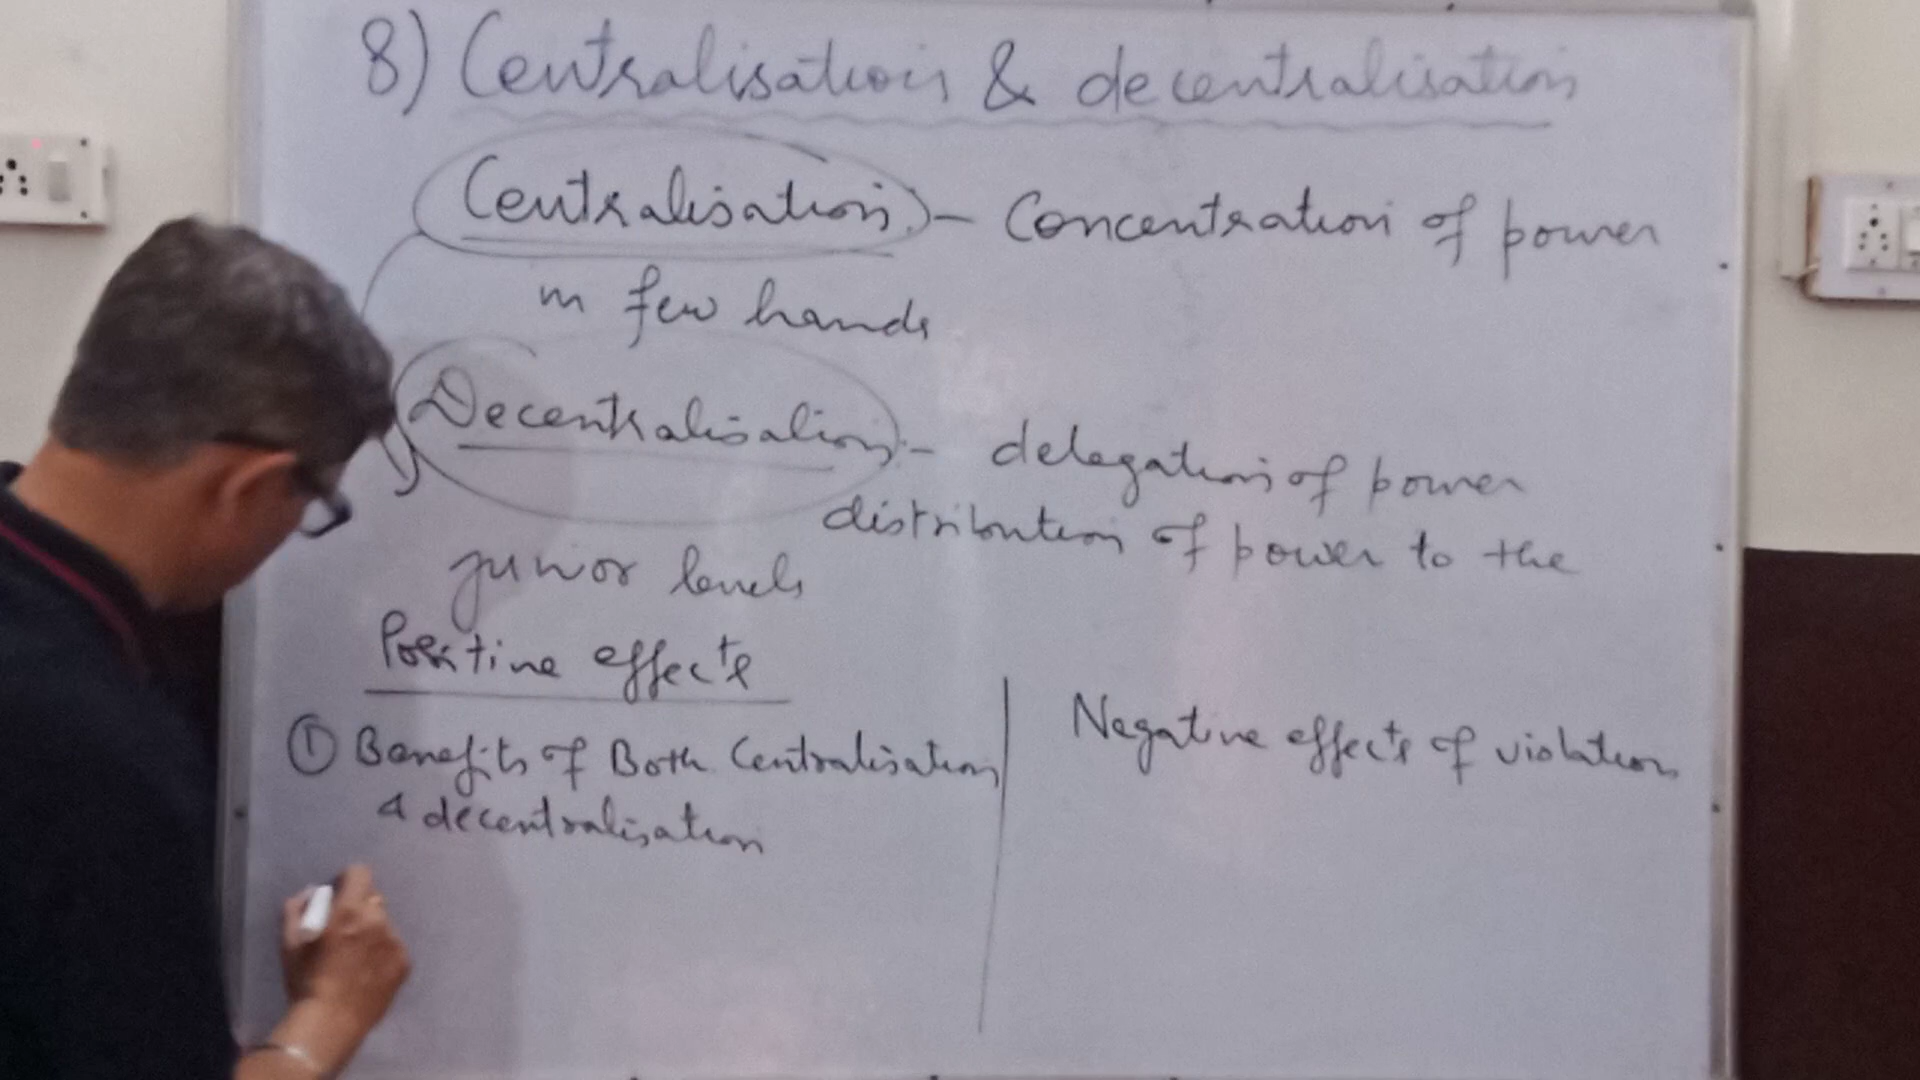 8) Centralisation & decentralisation
Centralisation - Concentration of power
in few hands
Decentralisation - delegation of power
distribution of power to the
junior levels
Positive effects
① Benefits of Both Centralisation
& decentralisation
Negative effects of violation